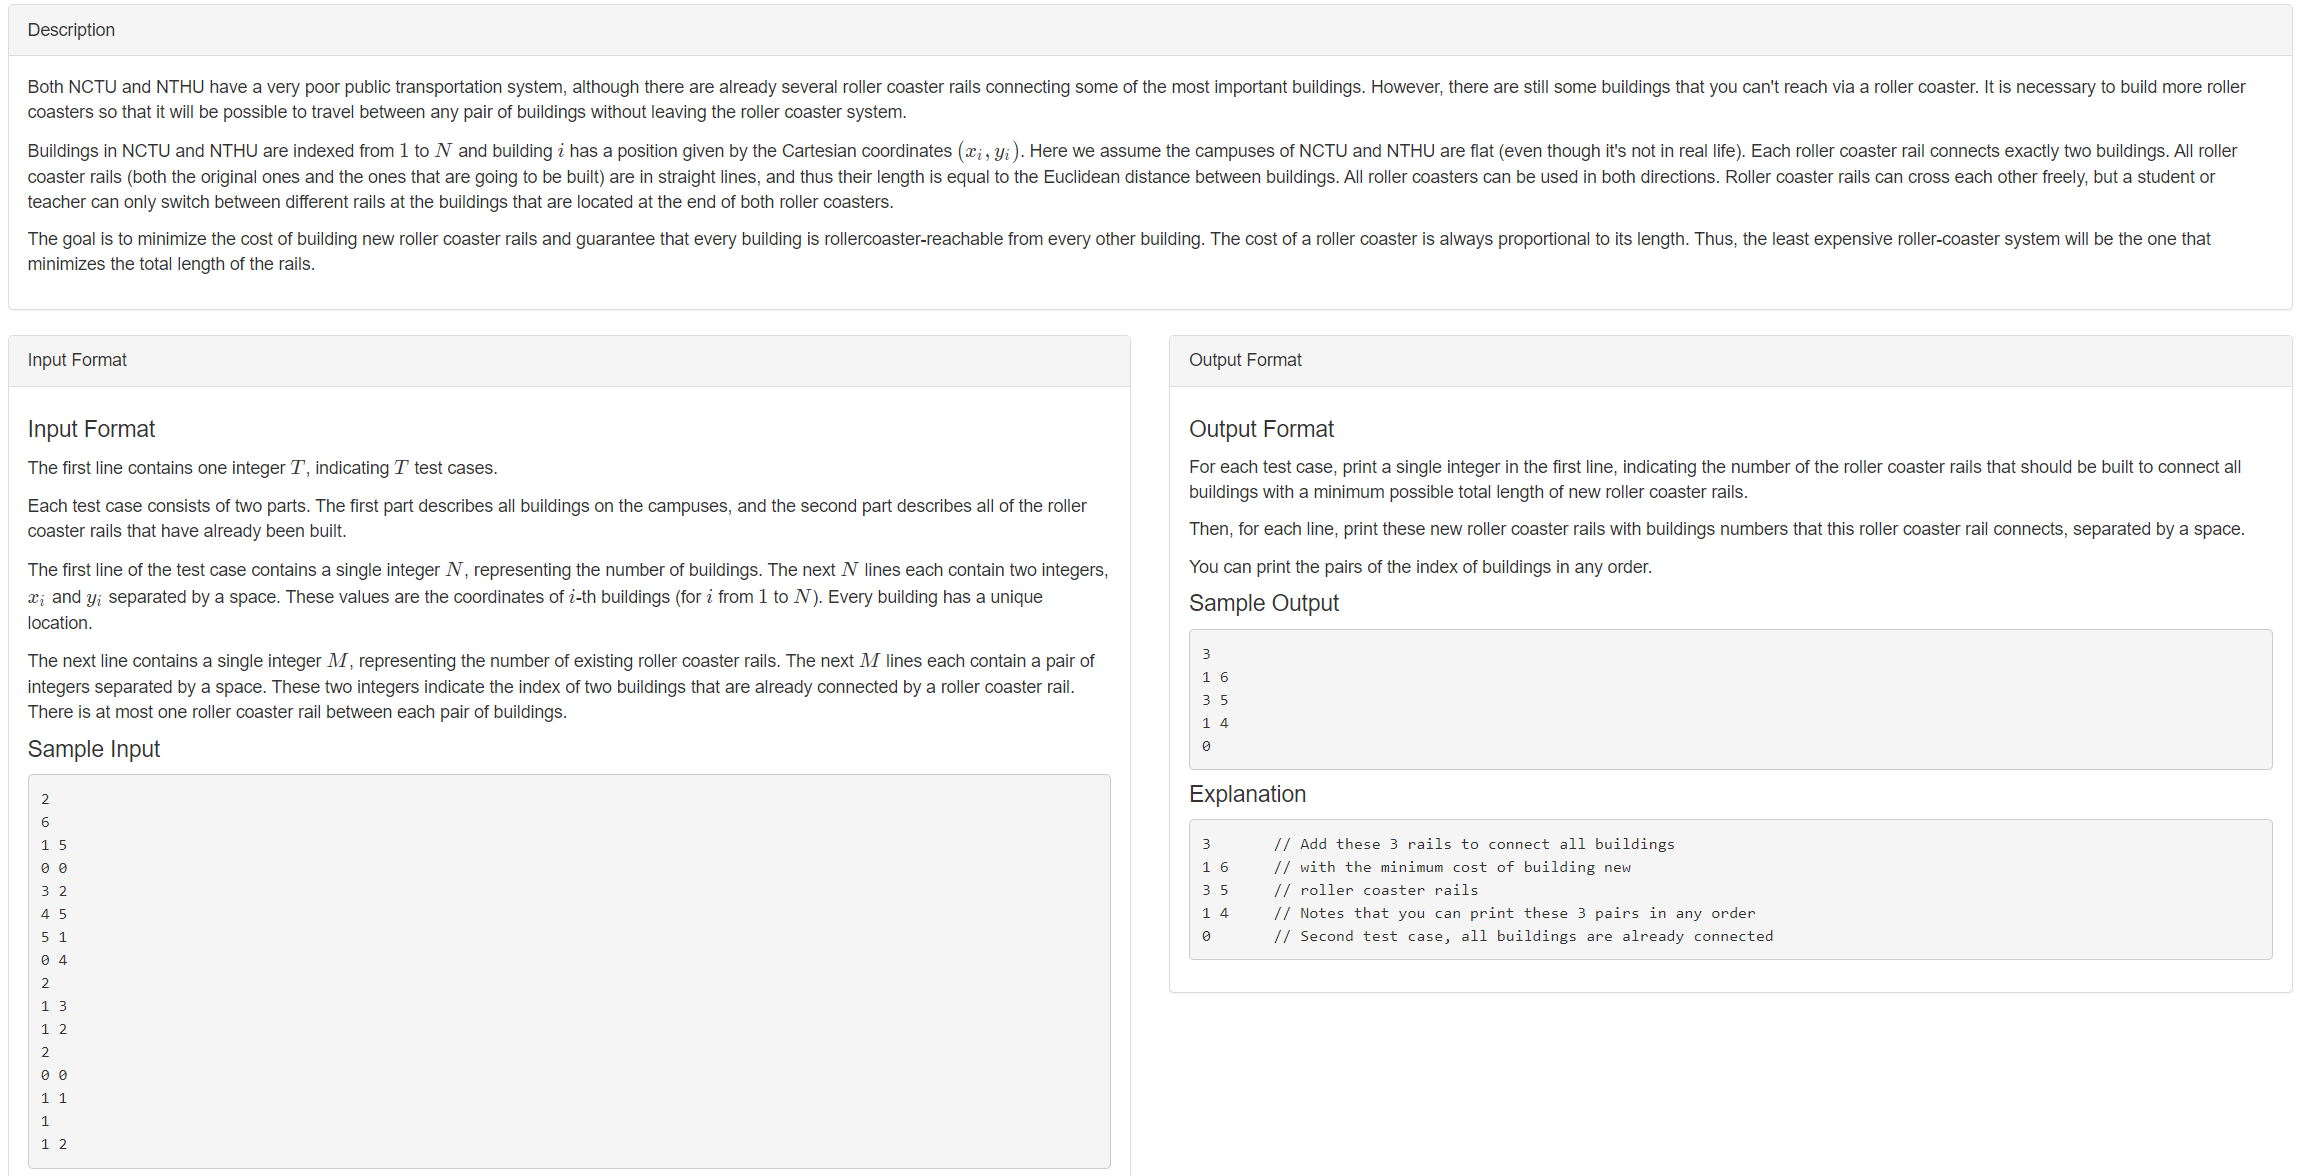 Description
Both NCTU and NTHU have a very poor public transportation system, although there are already several roller coaster rails connecting some of the most important buildings. However, there are still some buildings that you can't reach via a roller coaster. It is necessary to build more roller
coasters so that it will be possible to travel between any pair of buildings without leaving the roller coaster system.
Buildings in NCTU and NTHU are indexed from 1 to N and building i has a position given by the Cartesian coordinates (xᵢ, yᵢ). Here we assume the campuses of NCTU and NTHU are flat (even though it's not in real life). Each roller coaster rail connects exactly two buildings. All roller
coaster rails (both the original ones and the ones that are going to be built) are in straight lines, and thus their length is equal to the Euclidean distance between buildings. All roller coasters can be used in both directions. Roller coaster rails can cross each other freely, but a student or
teacher can only switch between different rails at the buildings that are located at the end of both roller coasters.
The goal is to minimize the cost of building new roller coaster rails and guarantee that every building is rollercoaster-reachable from every other building. The cost of a roller coaster is always proportional to its length. Thus, the least expensive roller-coaster system will be the one that
minimizes the total length of the rails.
Input Format
Input Format
The first line contains one integer T, indicating T test cases.
Each test case consists of two parts. The first part describes all buildings on the campuses, and the second part describes all of the roller
coaster rails that have already been built.
The first line of the test case contains a single integer N, representing the number of buildings. The next N lines each contain two integers,
xᵢ and yᵢ separated by a space. These values are the coordinates of i-th buildings (for i from 1 to N). Every building has a unique
location.
The next line contains a single integer M, representing the number of existing roller coaster rails. The next M lines each contain a pair of
integers separated by a space. These two integers indicate the index of two buildings that are already connected by a roller coaster rail.
There is at most one roller coaster rail between each pair of buildings.
Sample Input
2
6
1 5
0 0
3 2
4 5
5 1
0 4
2
1 3
1 2
2
0 0
1 1
1
1 2
Output Format
Output Format
For each test case, print a single integer in the first line, indicating the number of the roller coaster rails that should be built to connect all
buildings with a minimum possible total length of new roller coaster rails.
Then, for each line, print these new roller coaster rails with buildings numbers that this roller coaster rail connects, separated by a space.
You can print the pairs of the index of buildings in any order.
Sample Output
3
1 6
3 5
1 4
0
Explanation
3 // Add these 3 rails to connect all buildings
1 6 // with the minimum cost of building new
3 5 // roller coaster rails
1 4 // Notes that you can print these 3 pairs in any order
0 // Second test case, all buildings are already connected